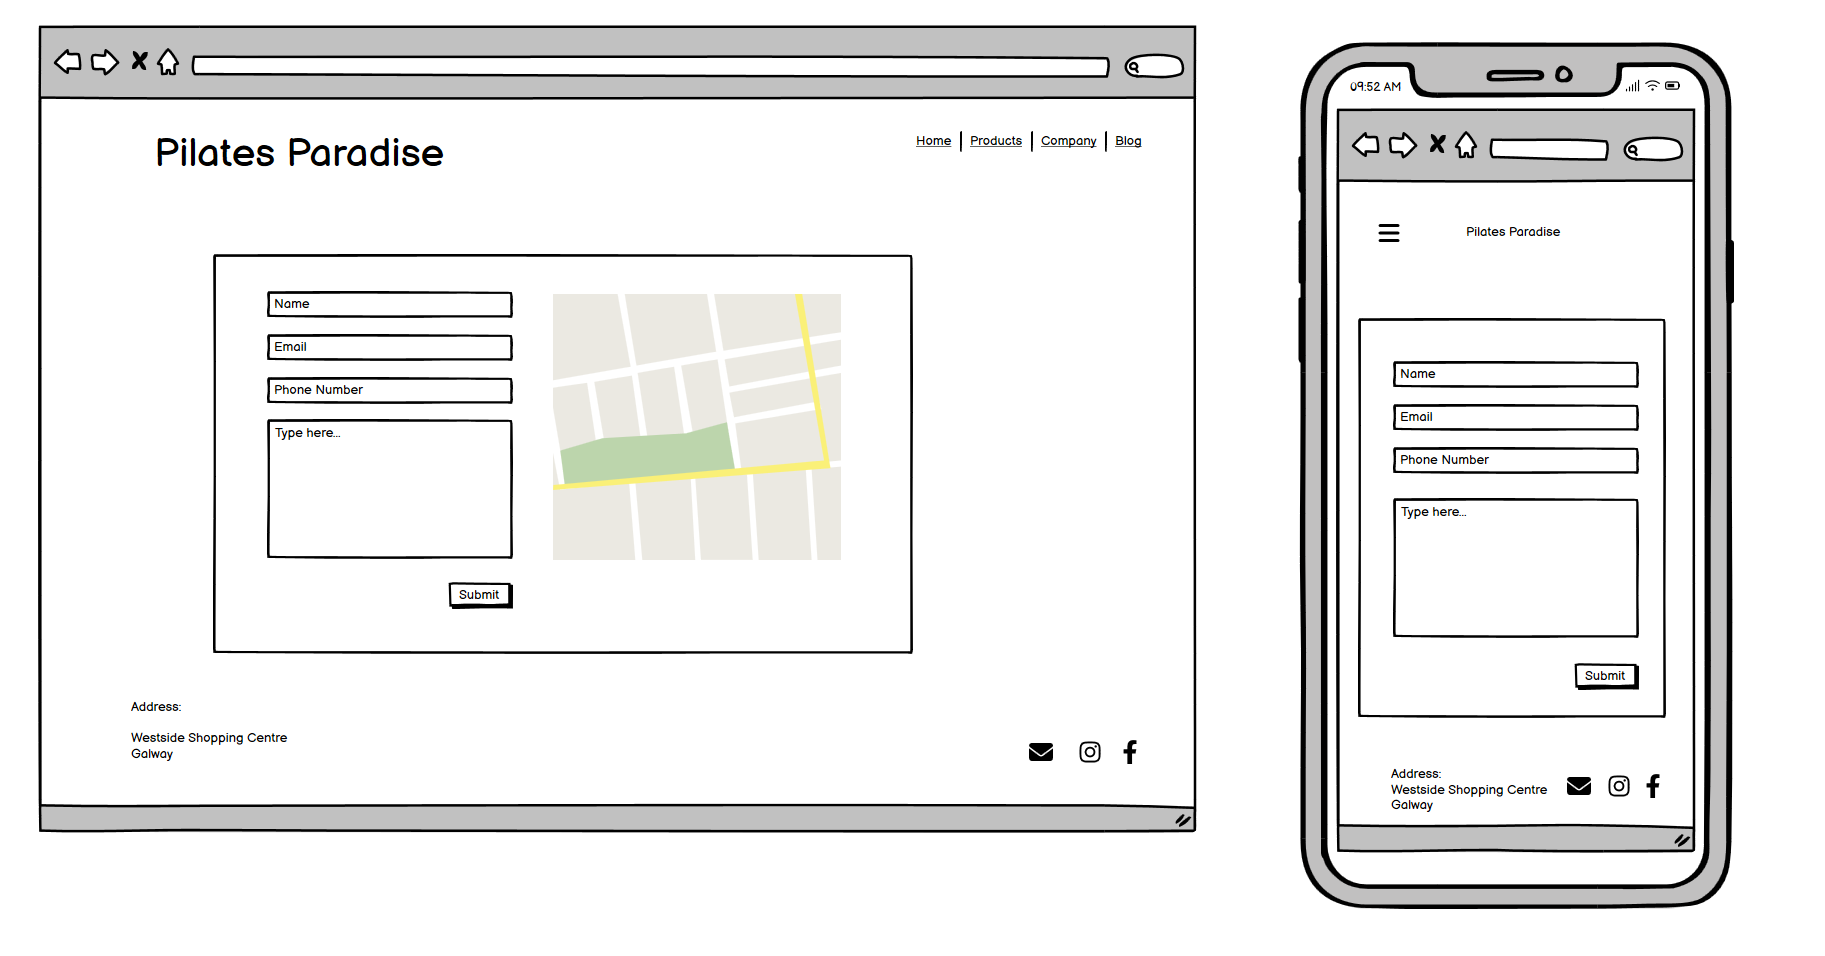 Pilates Paradise
Home | Products | Company | Blog
Name
Email
Phone Number
Type here...
Submit
Address:
Westside Shopping Centre
Galway
09:52 AM
Pilates Paradise
Name
Email
Phone Number
Type here...
Submit
Address:
Westside Shopping Centre
Galway